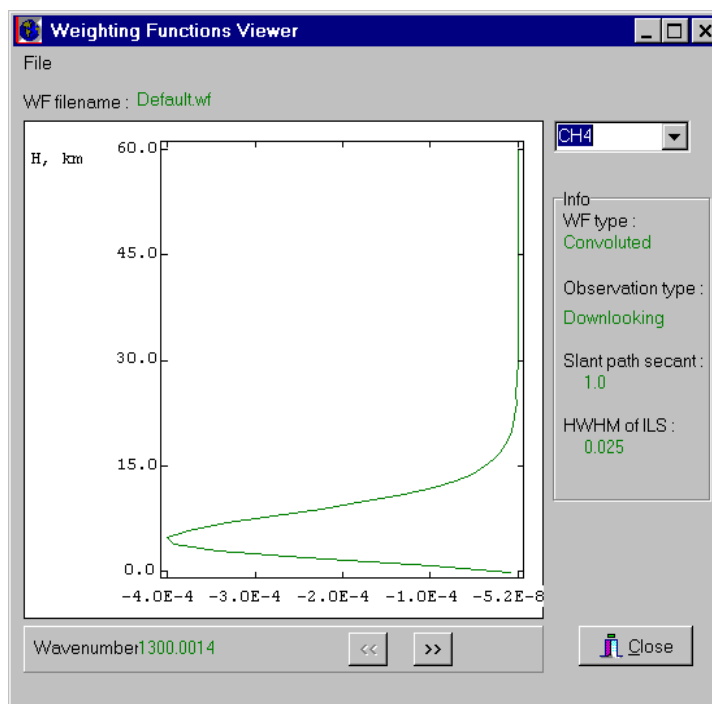 Weighting Functions Viewer
File
WF filename : Default.wf
CH4
H, km
60.0
45.0
30.0
15.0
0.0
-4.0E-4 -3.0E-4 -2.0E-4 -1.0E-4 -5.2E-8
Info
WF type :
Convoluted
Observation type :
Downlooking
Slant path secant :
1.0
HWHM of ILS :
0.025
Wavenumber 1300.0014
<< >>
Close